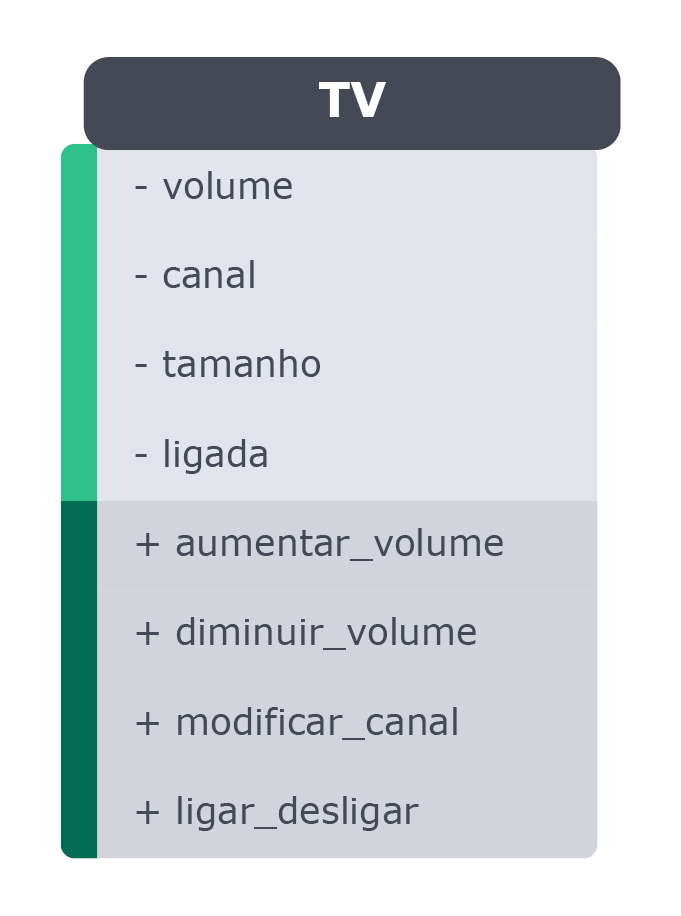 TV
- volume
- canal
- tamanho
- ligada
+ aumentar_volume
+ diminuir_volume
+ modificar_canal
+ ligar_desligar